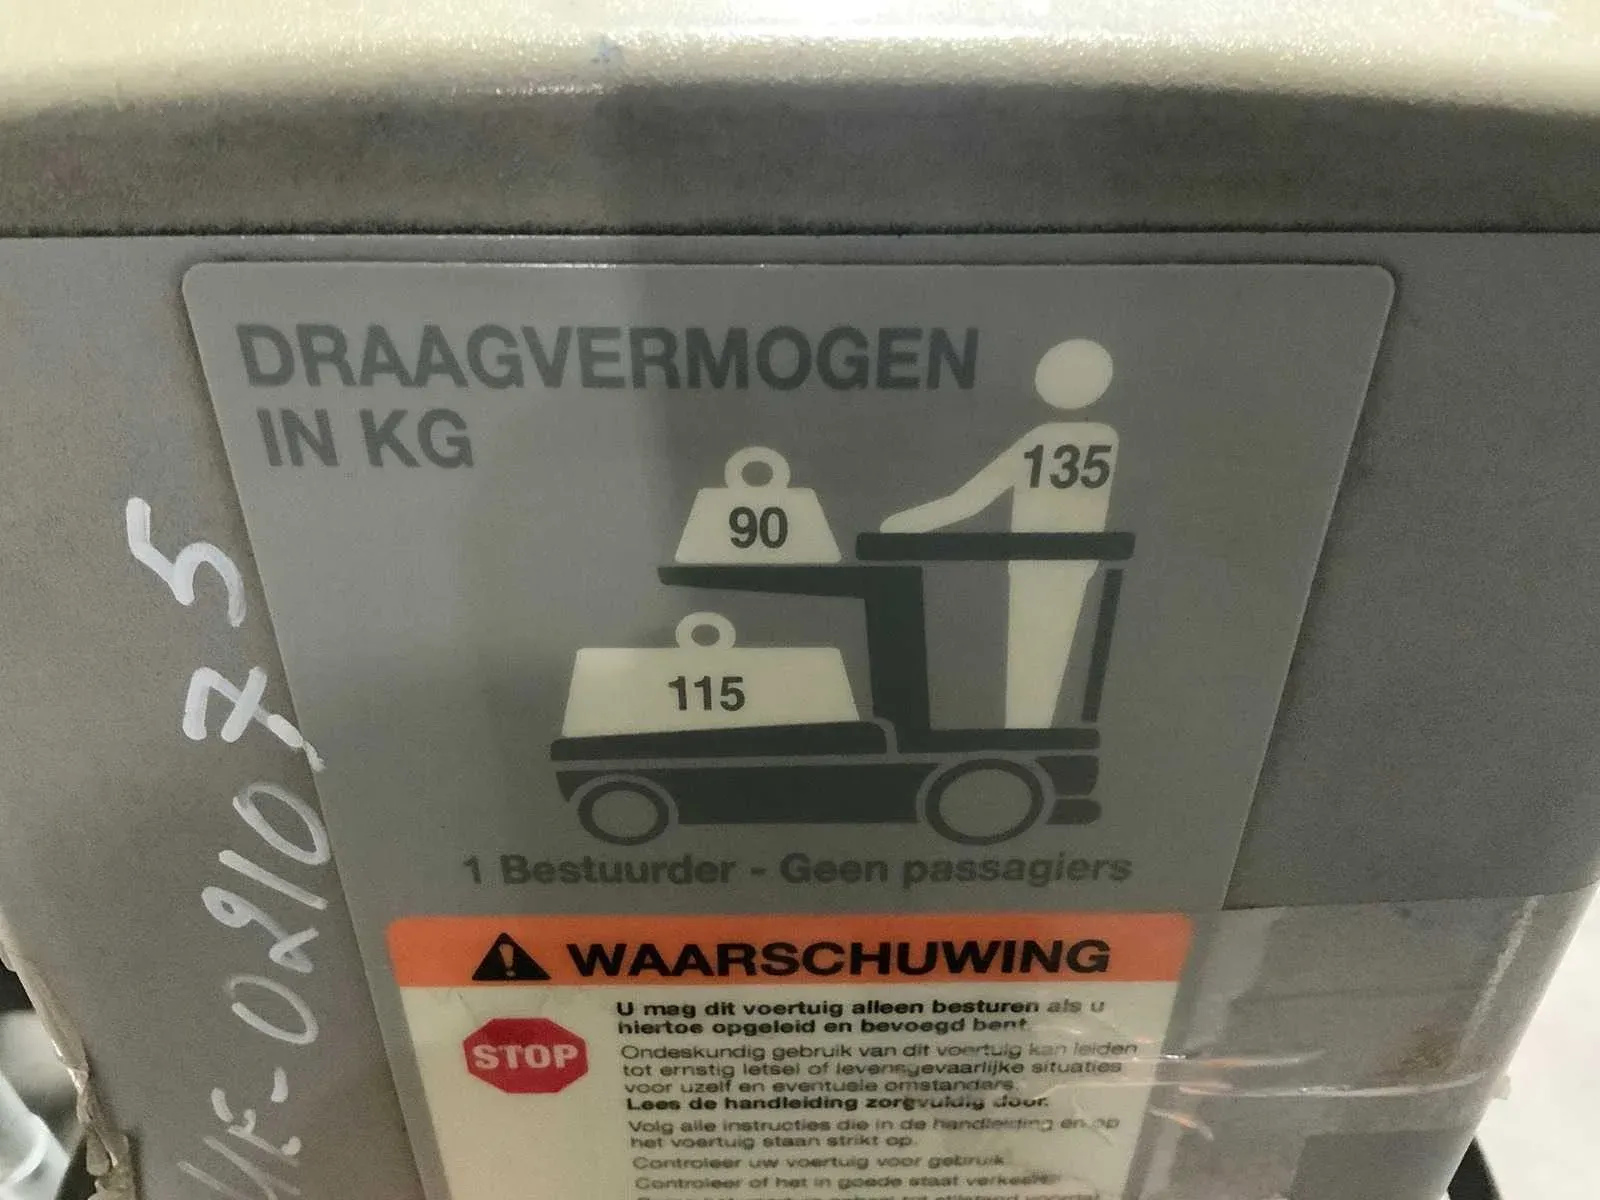 DRAAGVERMOGEN
IN KG
135
90
115
1 Bestuurder - Geen passagiers
WAARSCHUWING
STOP
U mag dit voertuig alleen besturen als u
hiertoe opgeleid en bevoegd bent.
Ondeskundig gebruik van dit voertuig kan leiden
tot ernstig letsel of levensgevaarlijke situaties
voor uzelf en eventuele omstanders.
Lees de handleiding zorgvuldig door.
Volg alle instructies die in de handleiding en op
het voertuig staan strikt op.
Controleer uw voertuig voor gebruik.
Controleer of het in goede staat verkeert.